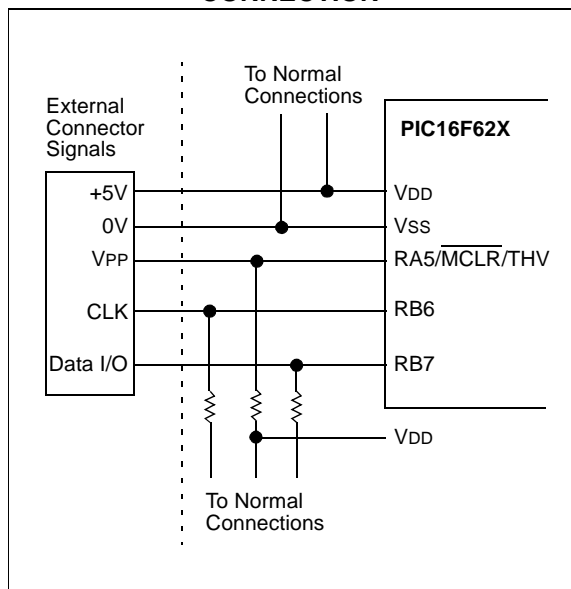 CONNECTION
To Normal
Connections
External
Connector
Signals
PIC16F62X
+5V
VDD
0V
VSS
VPP
RA5/MCLR/THV
CLK
RB6
Data I/O
RB7
VDD
To Normal
Connections